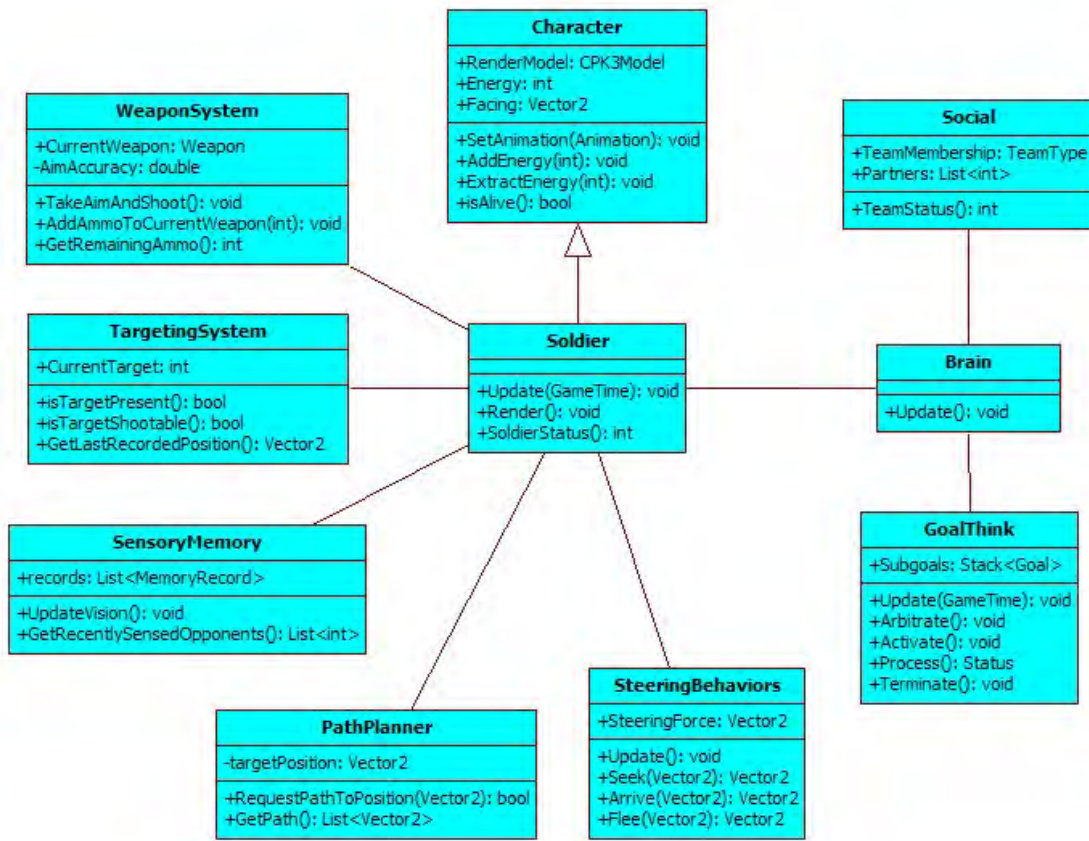 Character
+RenderModel: CPK3Model
+Energy: int
+Facing: Vector2
+SetAnimation(Animation): void
+AddEnergy(int): void
+ExtractEnergy(int): void
+isAlive(): bool
WeaponSystem
+CurrentWeapon: Weapon
-AimAccuracy: double
+TakeAimAndShoot(): void
+AddAmmoToCurrentWeapon(int): void
+GetRemainingAmmo(): int
Social
+TeamMembership: TeamType
+Partners: List<int>
+TeamStatus(): int
TargetingSystem
+CurrentTarget: int
+isTargetPresent(): bool
+isTargetShootable(): bool
+GetLastRecordedPosition(): Vector2
Soldier
+Update(GameTime): void
+Render(): void
+SoldierStatus(): int
Brain
+Update(): void
SensoryMemory
+records: List<MemoryRecord>
+UpdateVision(): void
+GetRecentlySensedOpponents(): List<int>
GoalThink
+Subgoals: Stack<Goal>
+Update(GameTime): void
+Arbitrate(): void
+Activate(): void
+Process(): Status
+Terminate(): void
PathPlanner
-targetPosition: Vector2
+RequestPathToPosition(Vector2): bool
+GetPath(): List<Vector2>
SteeringBehaviors
+SteeringForce: Vector2
+Update(): void
+Seek(Vector2): Vector2
+Arrive(Vector2): Vector2
+Flee(Vector2): Vector2